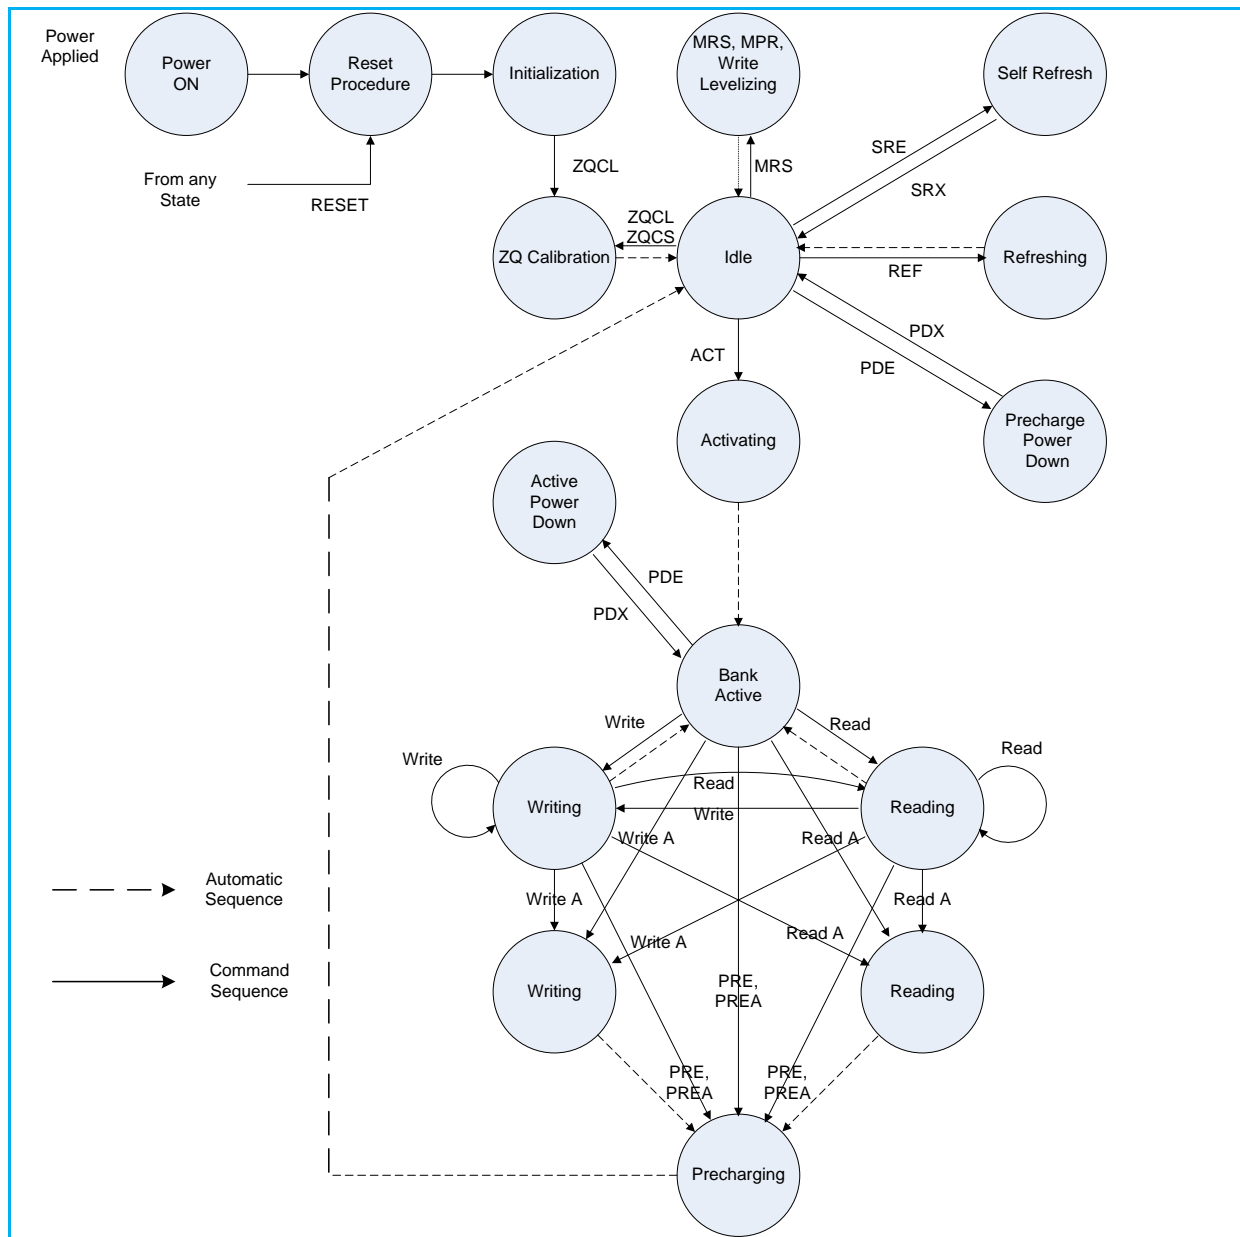 Power
Applied
Power
ON
Reset
Procedure
Initialization
MRS, MPR,
Write
Levelizing
Self Refresh
From any
State
RESET
ZQCL
MRS
SRE
SRX
ZQCL
ZQCS
ZQ Calibration
Idle
REF
Refreshing
ACT
PDX
PDE
Activating
Precharge
Power
Down
Active
Power
Down
PDE
PDX
Bank
Active
Write
Read
Write
Read
Writing
Read
Write
Reading
Write A
Read A
Automatic
Sequence
Write A
Read A
Write A
Read A
Command
Sequence
Writing
PRE,
PREA
Reading
PRE,
PREA
PRE,
PREA
Precharging